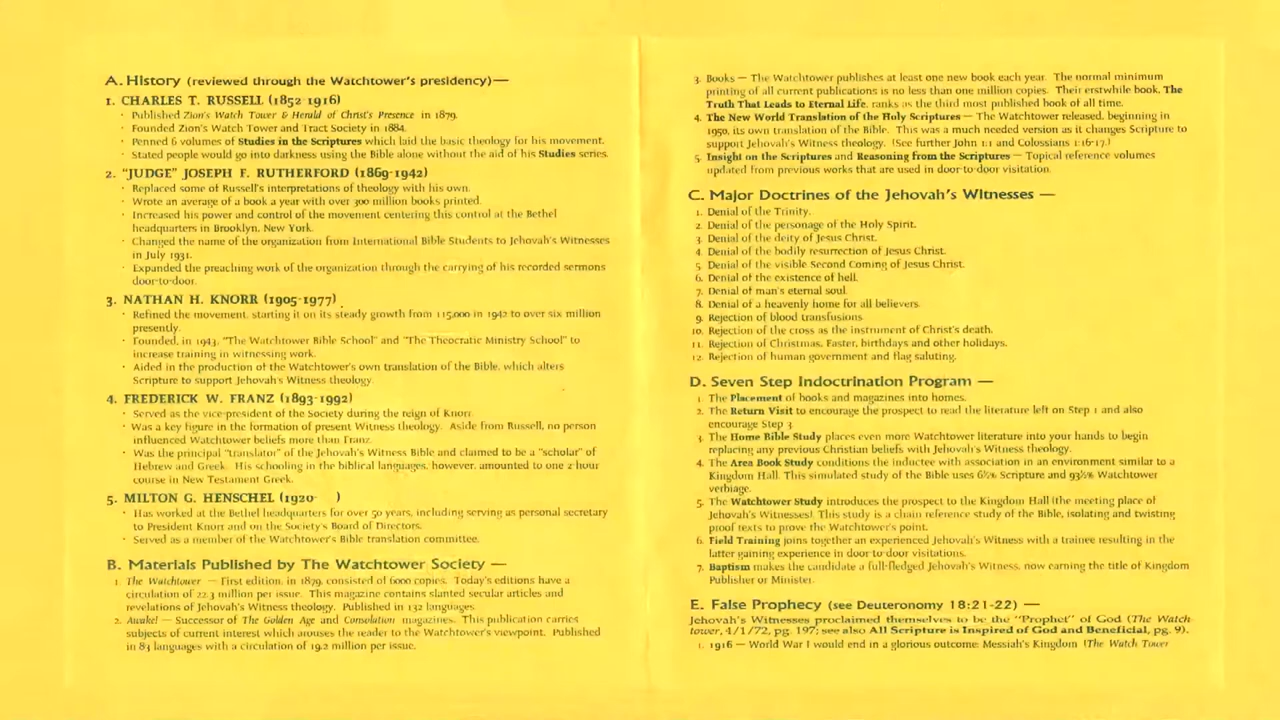 A. History (reviewed through the Watchtower's presidency)—
1. CHARLES T. RUSSELL (1852-1916)
• Published Zion's Watch Tower & Herald of Christ's Presence in 1879.
• Founded Zion's Watch Tower and Tract Society in 1884.
• Penned 6 volumes of Studies in the Scriptures which laid the basic theology for his movement.
• Stated people would go into darkness using the Bible alone without the aid of his Studies series.
2. "JUDGE" JOSEPH F. RUTHERFORD (1869-1942)
• Replaced some of Russell's interpretations of theology with his own.
• Wrote an average of a book a year with over 300 million books printed.
• Increased his power and control of the movement centering this control at the Bethel
headquarters in Brooklyn, New York.
• Changed the name of the organization from International Bible Students to Jehovah's Witnesses
in July 1931.
• Expanded the preaching work of the organization through the carrying of his recorded sermons
door-to-door.
3. NATHAN H. KNORR (1905-1977)
• Refined the movement, starting it on its steady growth from 115,000 in 1942 to over six million
presently.
• Founded, in 1943, "The Watchtower Bible School" and "The Theocratic Ministry School" to
increase training in witnessing work.
• Aided in the production of the Watchtower's own translation of the Bible, which alters
Scripture to support Jehovah's Witness theology.
4. FREDERICK W. FRANZ (1893-1992)
• Served as the vice-president of the Society during the reign of Knorr.
• Was a key figure in the formation of present Witness theology. Aside from Russell, no person
influenced Watchtower beliefs more than Franz.
• Was the principal "translator" of the Jehovah's Witness Bible and claimed to be a "scholar" of
Hebrew and Greek. His schooling in the biblical languages, however, amounted to one 2-hour
course in New Testament Greek.
5. MILTON G. HENSCHEL (1920- )
• Has worked at the Bethel headquarters for over 50 years, including serving as personal secretary
to President Knorr and on the Society's Board of Directors.
• Served as a member of the Watchtower's Bible translation committee.
B. Materials Published by The Watchtower Society —
1. The Watchtower — First edition, in 1879, consisted of 6000 copies. Today's editions have a
circulation of 22.3 million per issue. This magazine contains slanted secular articles and
revelations of Jehovah's Witness theology. Published in 132 languages.
2. Awake! — Successor of The Golden Age and Consolation magazines. This publication carries
subjects of current interest which arouses the reader to the Watchtower's viewpoint. Published
in 83 languages with a circulation of 19.2 million per issue.
3. Books — The Watchtower publishes at least one new book each year. The normal minimum
printing of all current publications is no less than one million copies. Their erstwhile book, The
Truth That Leads to Eternal Life, ranks as the third most published book of all time.
4. The New World Translation of the Holy Scriptures — The Watchtower released, beginning in
1950, its own translation of the Bible. This was a much needed version as it changes Scripture to
support Jehovah's Witness theology. (See further John 1:1 and Colossians 1:16-17.)
5. Insight on the Scriptures and Reasoning from the Scriptures — Topical reference volumes
updated from previous works that are used in door-to-door visitation.
C. Major Doctrines of the Jehovah's Witnesses —
1. Denial of the Trinity.
2. Denial of the personage of the Holy Spirit.
3. Denial of the deity of Jesus Christ.
4. Denial of the bodily resurrection of Jesus Christ.
5. Denial of the visible Second Coming of Jesus Christ.
6. Denial of the existence of hell.
7. Denial of man's eternal soul.
8. Denial of a heavenly home for all believers.
9. Rejection of blood transfusions
10. Rejection of the cross as the instrument of Christ's death.
11. Rejection of Christmas, Easter, birthdays and other holidays.
12. Rejection of human government and flag saluting.
D. Seven Step Indoctrination Program —
1. The Placement of books and magazines into homes.
2. The Return Visit to encourage the prospect to read the literature left on Step 1 and also
encourage Step 3.
3. The Home Bible Study places even more Watchtower literature into your hands to begin
replacing any previous Christian beliefs with Jehovah's Witness theology.
4. The Area Book Study conditions the inductee with association in an environment similar to a
Kingdom Hall. This simulated study of the Bible uses 6½% Scripture and 93½% Watchtower
verbiage.
5. The Watchtower Study introduces the prospect to the Kingdom Hall (the meeting place of
Jehovah's Witnesses). This study is a chain reference study of the Bible, isolating and twisting
proof texts to prove the Watchtower's point.
6. Field Training joins together an experienced Jehovah's Witness with a trainee resulting in the
latter gaining experience in door-to-door visitations.
7. Baptism makes the candidate a full-fledged Jehovah's Witness, now earning the title of Kingdom
Publisher or Minister.
E. False Prophecy (see Deuteronomy 18:21-22) —
Jehovah's Witnesses proclaimed themselves to be the "Prophet" of God (The Watch-
tower, 4/1/72, pg. 197; see also All Scripture is Inspired of God and Beneficial, pg. 9).
1. 1916 — World War I would end in a glorious outcome: Messiah's Kingdom (The Watch Tower